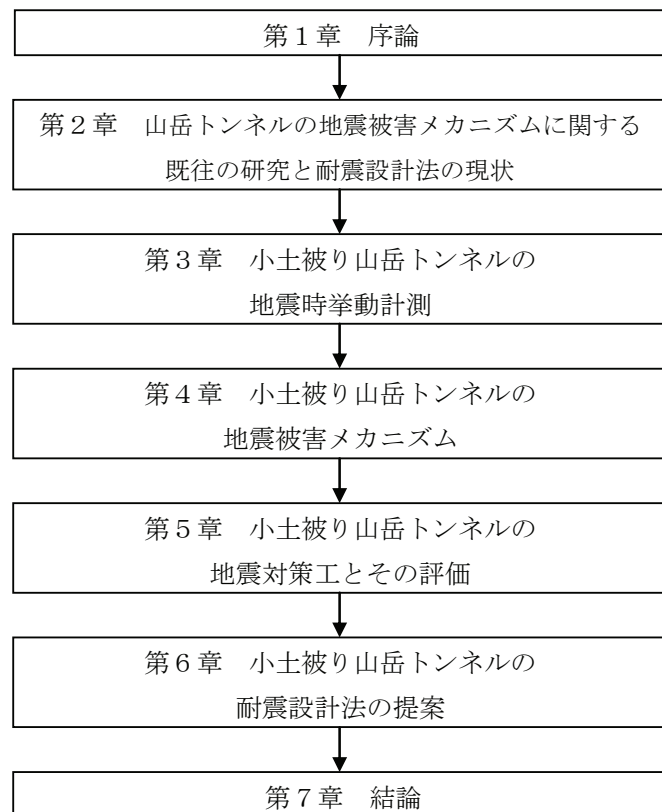 第１章　序論
第２章　山岳トンネルの地震被害メカニズムに関する
既往の研究と耐震設計法の現状
第３章　小土被り山岳トンネルの
地震時挙動計測
第４章　小土被り山岳トンネルの
地震被害メカニズム
第５章　小土被り山岳トンネルの
地震対策工とその評価
第６章　小土被り山岳トンネルの
耐震設計法の提案
第７章　結論